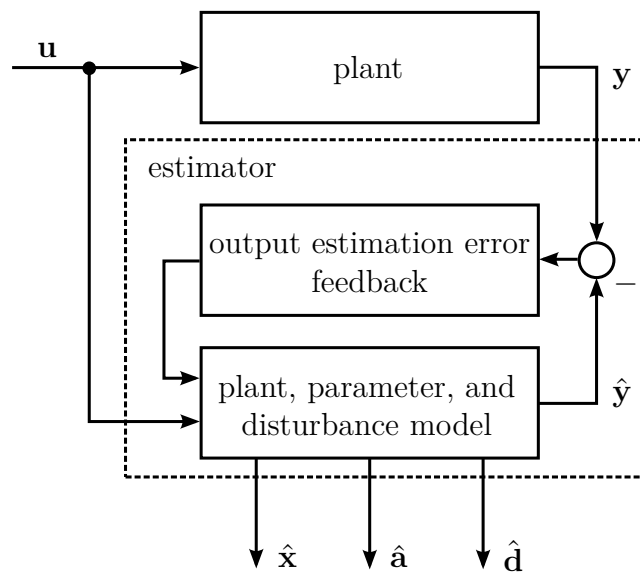 u
plant
y
estimator
output estimation error
feedback
−
plant, parameter, and
disturbance model
ŷ
x̂
â
d̂